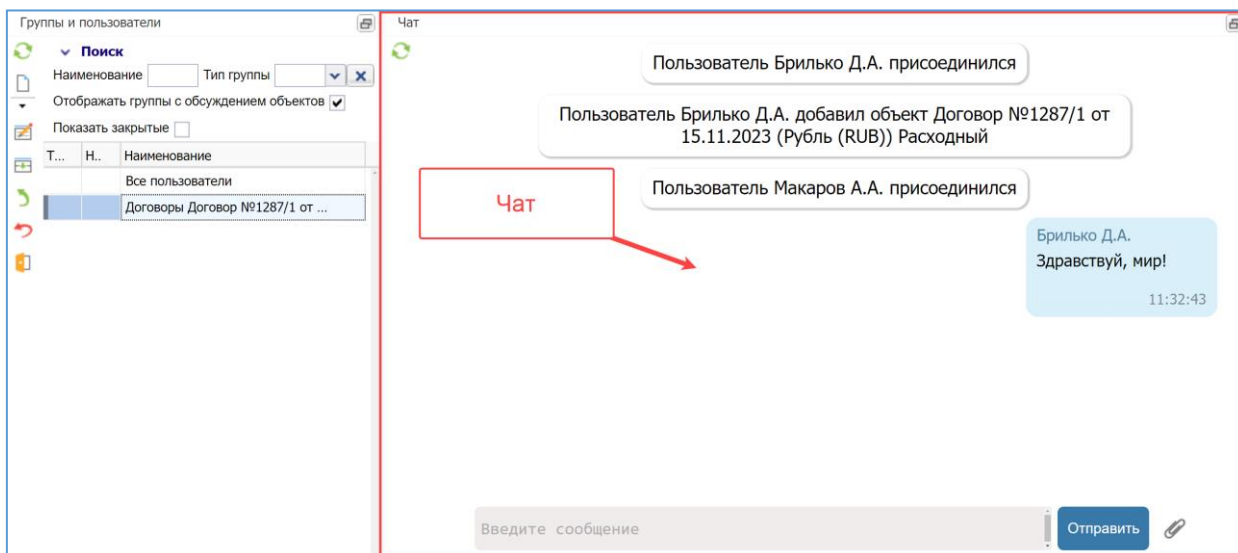 Группы и пользователи
Поиск
Наименование Тип группы
Отображать группы с обсуждением объектов
Показать закрытые
Т... Н.. Наименование
Все пользователи
Договоры Договор №1287/1 от ...
Чат
Пользователь Брилько Д.А. присоединился
Пользователь Брилько Д.А. добавил объект Договор №1287/1 от
15.11.2023 (Рубль (RUB)) Расходный
Пользователь Макаров А.А. присоединился
Чат
Брилько Д.А.
Здравствуй, мир!
11:32:43
Введите сообщение
Отправить